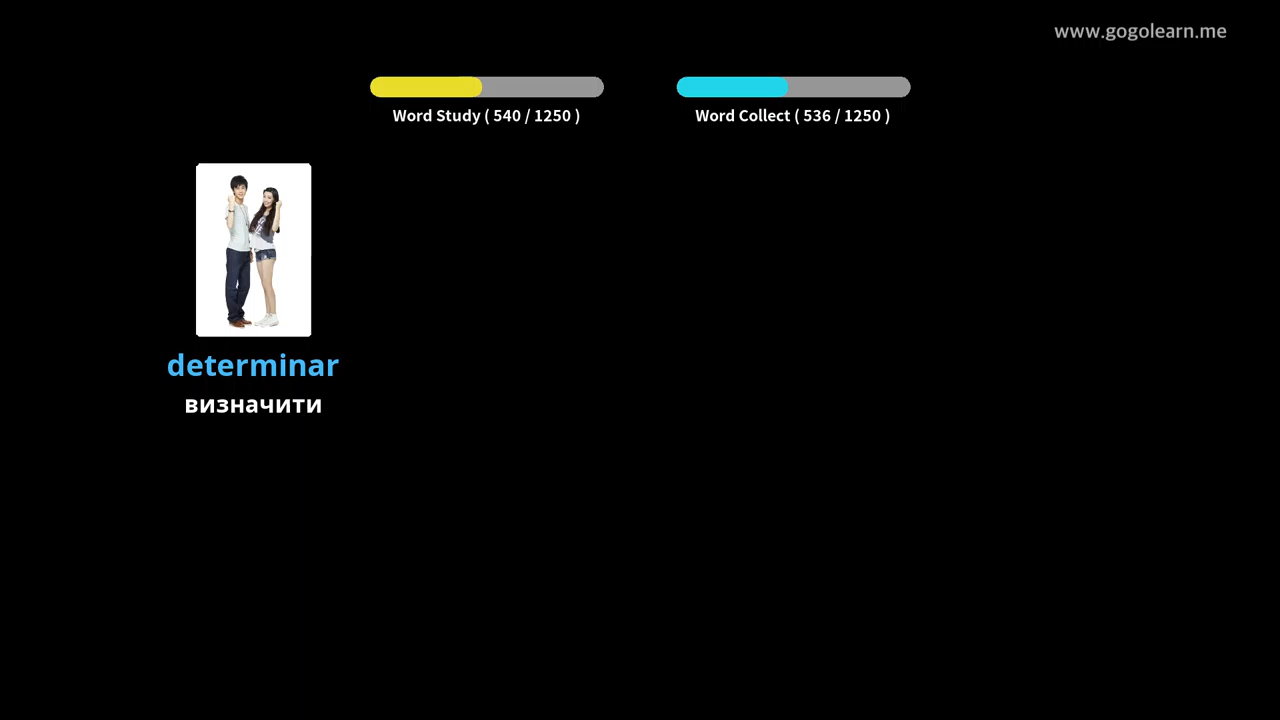 www.gogolearn.me
Word Study ( 540 / 1250 )
Word Collect ( 536 / 1250 )
determinar
визначити